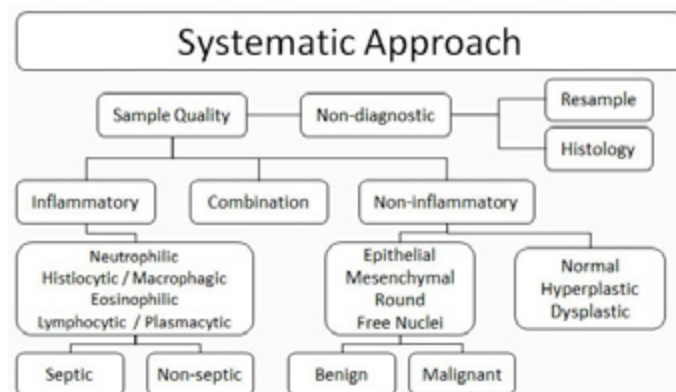 Systematic Approach
Sample Quality
Non-diagnostic
Resample
Histology
Inflammatory
Combination
Non-inflammatory
Neutrophilic
Histiocytic / Macrophagic
Eosinophilic
Lymphocytic / Plasmacytic
Epithelial
Mesenchymal
Round
Free Nuclei
Normal
Hyperplastic
Dysplastic
Septic
Non-septic
Benign
Malignant